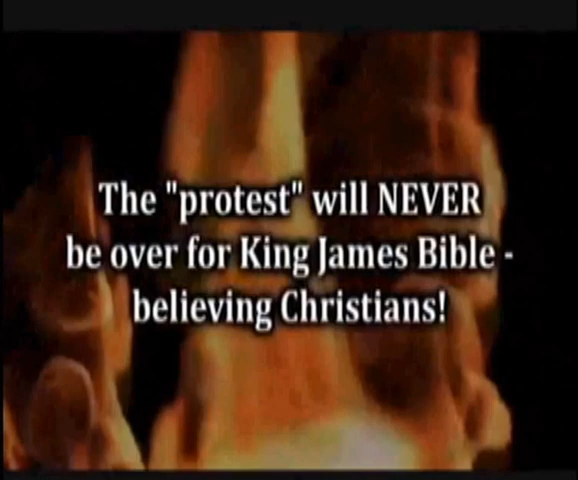 The "protest" will NEVER
be over for King James Bible -
believing Christians!